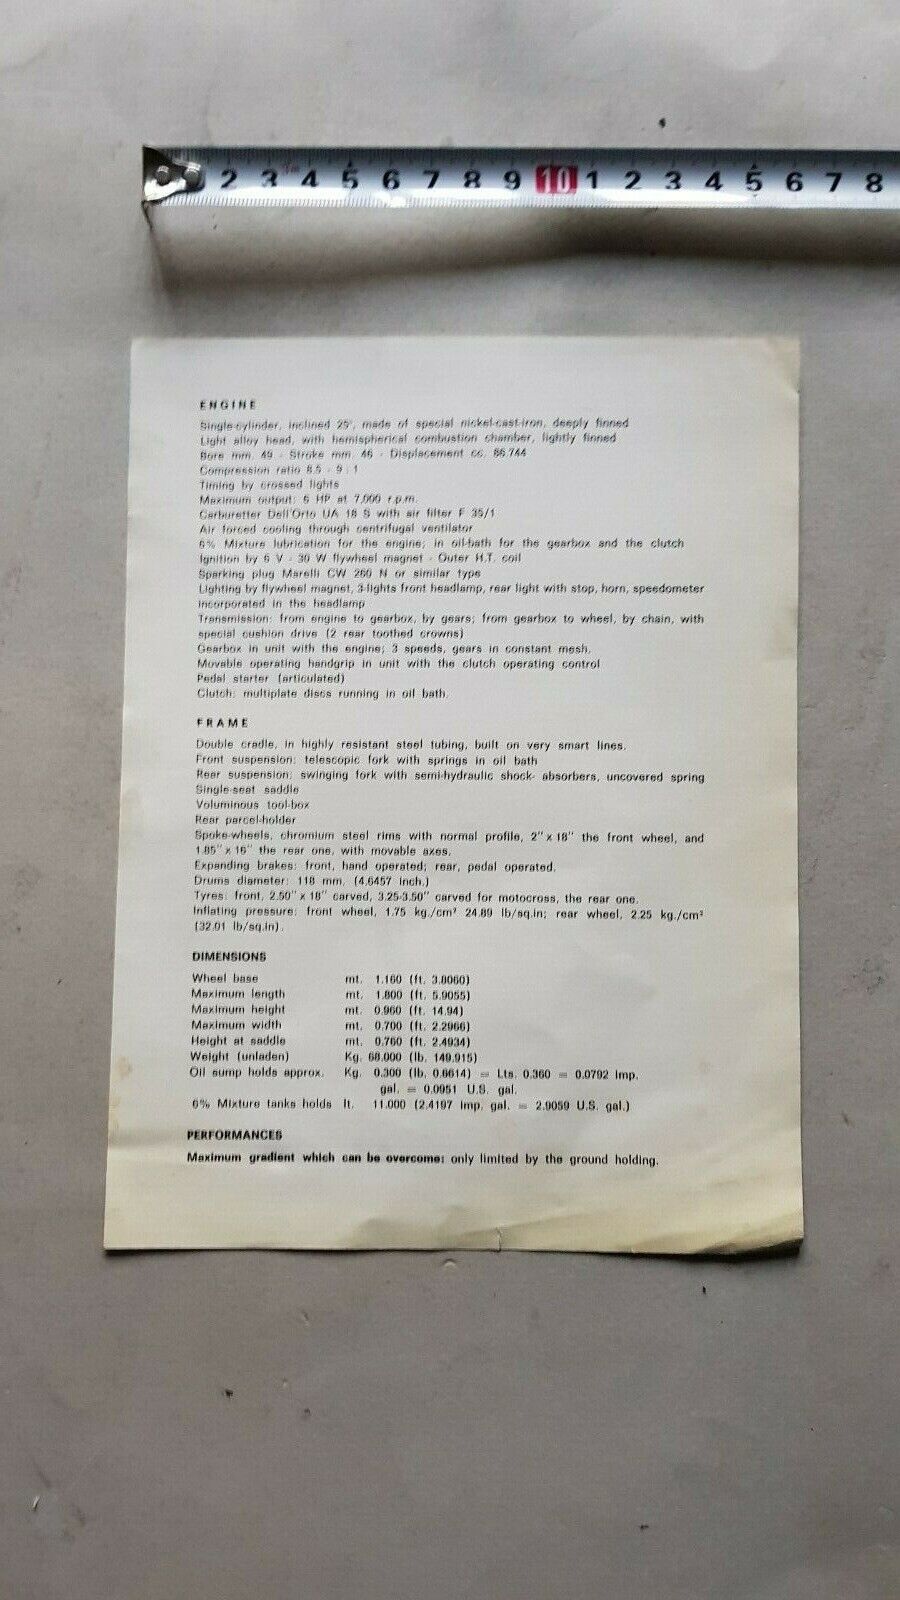 2 3 4 5 6 7 8 9 10 1 2 3 4 5 6 7 8
ENGINE
Single-cylinder, inclined 25°, made of special nickel-cast-iron, deeply finned
Light alloy head, with hemispherical combustion chamber, lightly finned
Bore mm. 49 - Stroke mm. 46 - Displacement cc. 86.744
Compression ratio 8.5 - 9 : 1
Timing by crossed lights
Maximum output: 6 HP at 7.000 r.p.m.
Carburetter Dell'Orto UA 18 S with air filter F 35/1
Air forced cooling through centrifugal ventilator
6% Mixture lubrication for the engine; in oil-bath for the gearbox and the clutch
Ignition by 6 V - 30 W flywheel magnet - Outer H.T. coil
Sparking plug Marelli CW 260 N or similar type
Lighting by flywheel magnet, 3-lights front headlamp, rear light with stop, horn, speedometer
incorporated in the headlamp
Transmission: from engine to gearbox, by gears; from gearbox to wheel, by chain, with
special cushion drive (2 rear toothed crowns)
Gearbox in unit with the engine; 3 speeds, gears in constant mesh.
Movable operating handgrip in unit with the clutch operating control
Pedal starter (articulated)
Clutch: multiplate discs running in oil bath.
FRAME
Double cradle, in highly resistant steel tubing, built on very smart lines.
Front suspension: telescopic fork with springs in oil bath
Rear suspension: swinging fork with semi-hydraulic shock- absorbers, uncovered spring
Single-seat saddle
Voluminous tool-box
Rear parcel-holder
Spoke-wheels, chromium steel rims with normal profile, 2" x 18" the front wheel, and
1.85" x 16" the rear one, with movable axes.
Expanding brakes: front, hand operated; rear, pedal operated.
Drums diameter: 118 mm. (4.6457 inch.)
Tyres: front, 2.50" x 18" carved, 3.25-3.50" carved for motocross, the rear one.
Inflating pressure: front wheel, 1.75 kg./cm² 24.89 lb/sq.in; rear wheel, 2.25 kg./cm²
(32.01 lb/sq.in).
DIMENSIONS
Wheel base mt. 1.160 (ft. 3.8060)
Maximum length mt. 1.800 (ft. 5.9055)
Maximum height mt. 0.960 (ft. 14.94)
Maximum width mt. 0.700 (ft. 2.2966)
Height at saddle mt. 0.760 (ft. 2.4934)
Weight (unladen) Kg. 68.000 (lb. 149.915)
Oil sump holds approx. Kg. 0.300 (lb. 0.6614) = Lts. 0.360 = 0.0792 Imp.
gal. = 0.0951 U.S. gal.
6% Mixture tanks holds lt. 11.000 (2.4197 Imp. gal. = 2.9059 U.S. gal.)
PERFORMANCES
Maximum gradient which can be overcome: only limited by the ground holding.